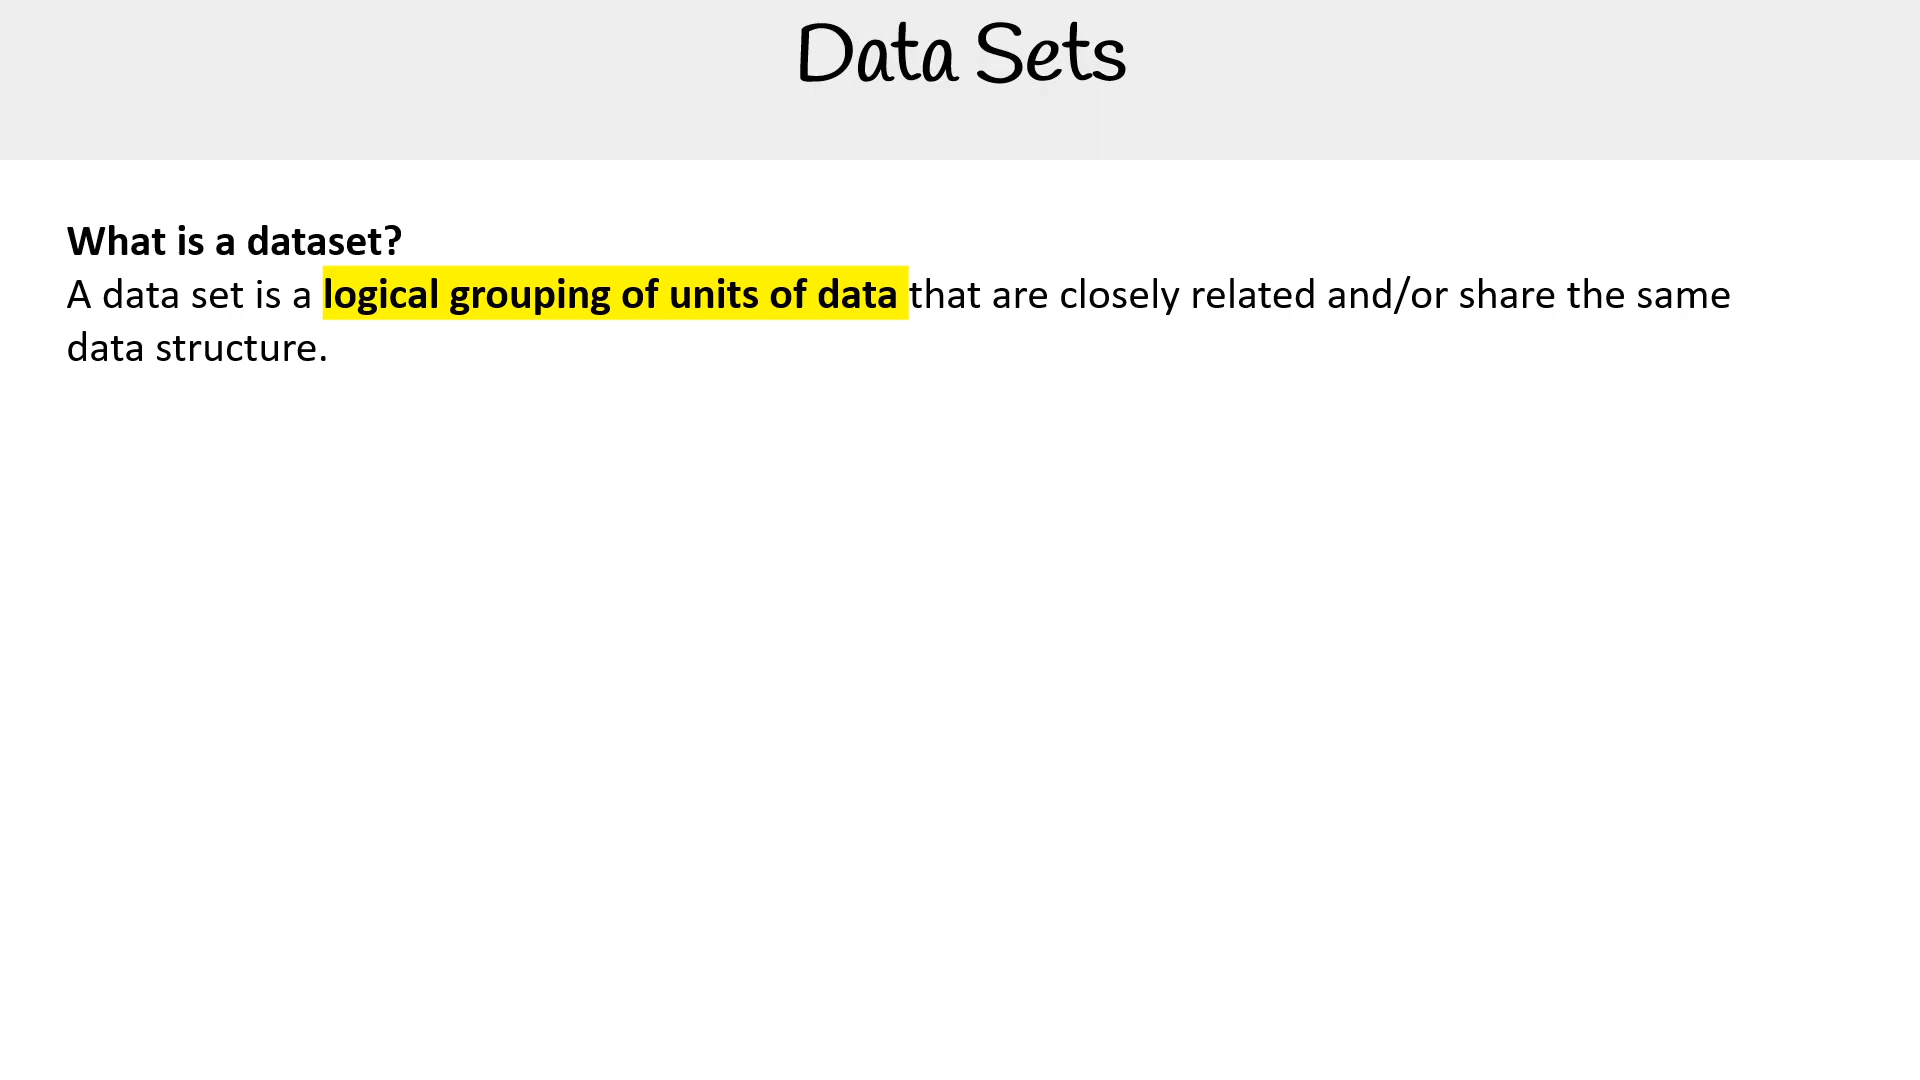 Data Sets
What is a dataset?
A data set is a logical grouping of units of data that are closely related and/or share the same
data structure.